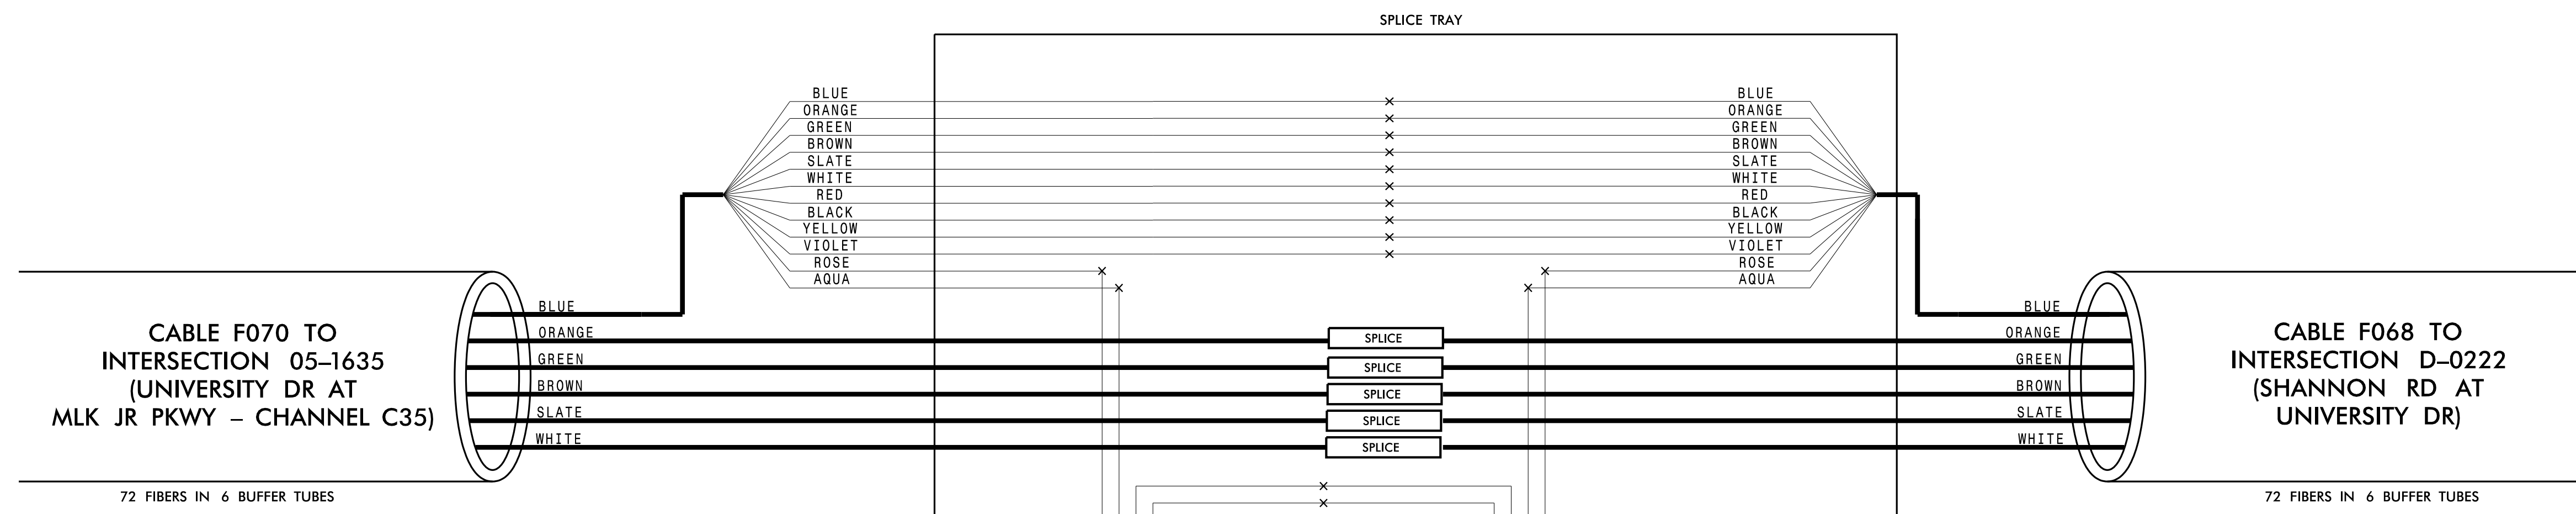 SPLICE TRAY
BLUE
ORANGE
GREEN
BROWN
SLATE
WHITE
RED
BLACK
YELLOW
VIOLET
ROSE
AQUA
BLUE
ORANGE
GREEN
BROWN
SLATE
WHITE
RED
BLACK
YELLOW
VIOLET
ROSE
AQUA
CABLE F070 TO
INTERSECTION 05–1635
(UNIVERSITY DR AT
MLK JR PKWY – CHANNEL C35)
72 FIBERS IN 6 BUFFER TUBES
BLUE
ORANGE
GREEN
BROWN
SLATE
WHITE
SPLICE
SPLICE
SPLICE
SPLICE
SPLICE
BLUE
ORANGE
GREEN
BROWN
SLATE
WHITE
CABLE F068 TO
INTERSECTION D–0222
(SHANNON RD AT
UNIVERSITY DR)
72 FIBERS IN 6 BUFFER TUBES